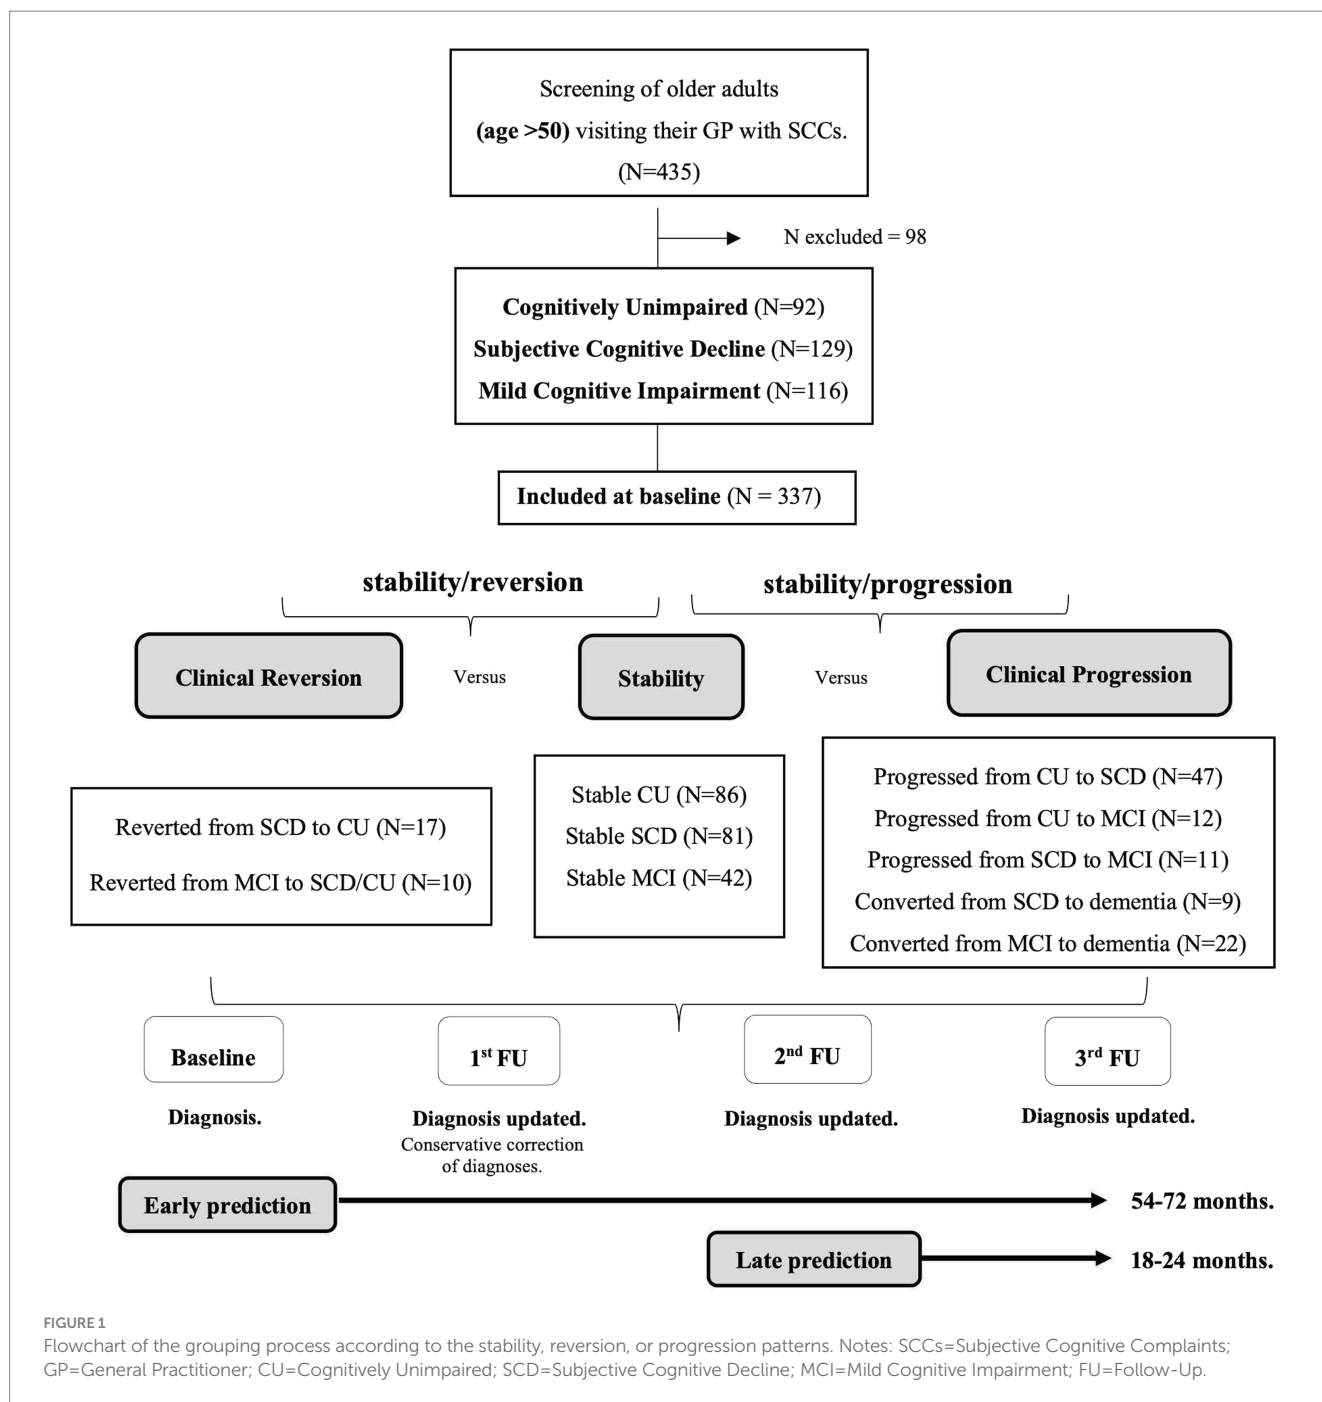 Screening of older adults
(age >50) visiting their GP with SCCs.
(N=435)
N excluded = 98
Cognitively Unimpaired (N=92)
Subjective Cognitive Decline (N=129)
Mild Cognitive Impairment (N=116)
Included at baseline (N = 337)
stability/reversion
stability/progression
Clinical Reversion
Versus
Stability
Versus
Clinical Progression
Reverted from SCD to CU (N=17)
Reverted from MCI to SCD/CU (N=10)
Stable CU (N=86)
Stable SCD (N=81)
Stable MCI (N=42)
Progressed from CU to SCD (N=47)
Progressed from CU to MCI (N=12)
Progressed from SCD to MCI (N=11)
Converted from SCD to dementia (N=9)
Converted from MCI to dementia (N=22)
Baseline
1st FU
2nd FU
3rd FU
Diagnosis.
Diagnosis updated.
Conservative correction
of diagnoses.
Diagnosis updated.
Diagnosis updated.
Early prediction
54-72 months.
Late prediction
18-24 months.
FIGURE 1
Flowchart of the grouping process according to the stability, reversion, or progression patterns. Notes: SCCs=Subjective Cognitive Complaints;
GP=General Practitioner; CU=Cognitively Unimpaired; SCD=Subjective Cognitive Decline; MCI=Mild Cognitive Impairment; FU=Follow-Up.